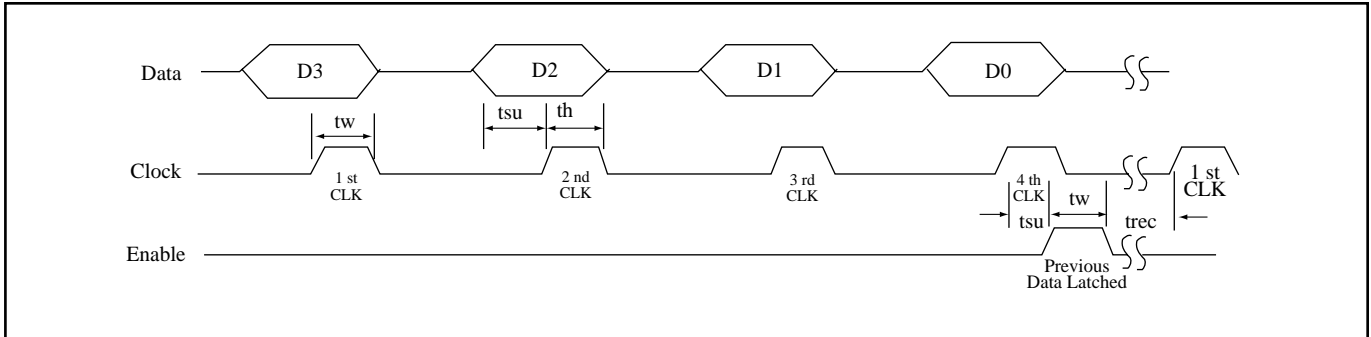 Data
D3
D2
D1
D0
tsu
th
tw
Clock
1 st
CLK
2 nd
CLK
3 rd
CLK
4 th
CLK
1 st
CLK
tsu
tw
trec
Enable
Previous
Data Latched